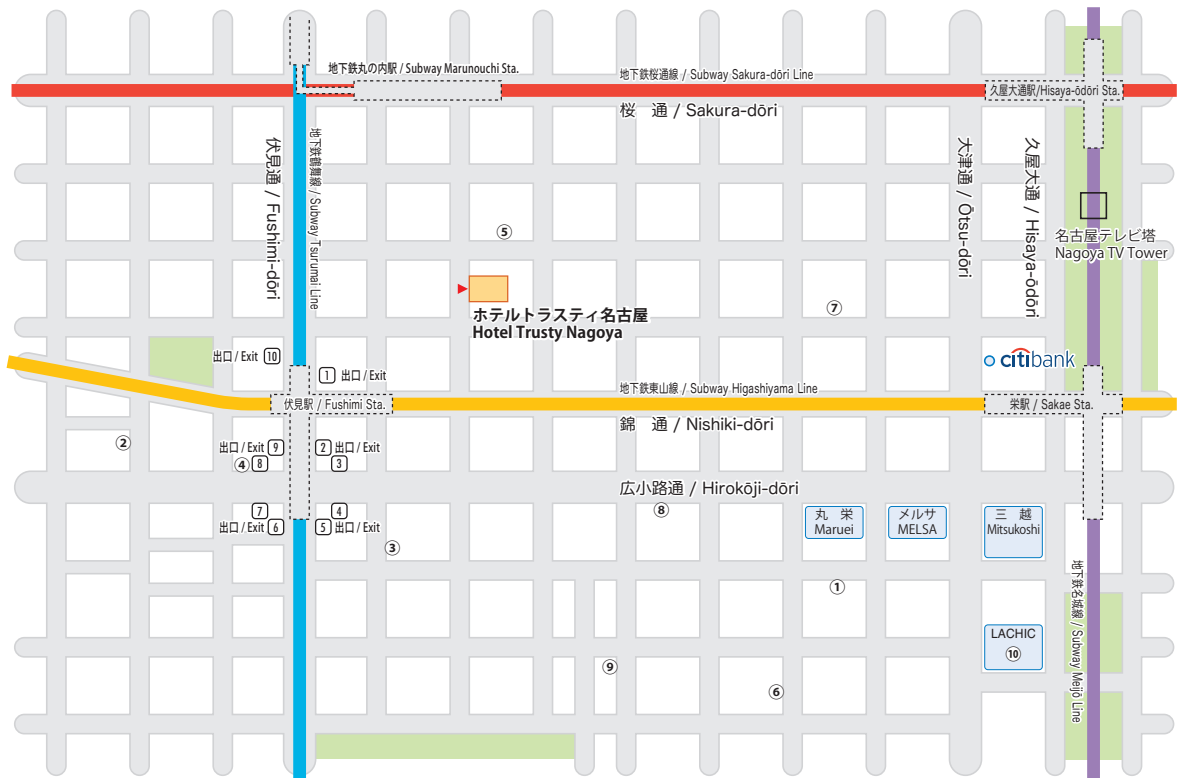 地下鉄丸の内駅 / Subway Marunouchi Sta.
地下鉄桜通線 / Subway Sakura-dōri Line
久屋大通駅/Hisaya-ōdōri Sta.
桜　通 / Sakura-dōri
伏見通 / Fushimi-dōri
地下鉄鶴舞線 / Subway Tsurumai Line
大津通 / Ōtsu-dōri
久屋大通 / Hisaya-ōdōri
名古屋テレビ塔
Nagoya TV Tower
⑤
ホテルトラスティ名古屋
Hotel Trusty Nagoya
⑦
出口 / Exit 10
1 出口 / Exit
citibank
地下鉄東山線 / Subway Higashiyama Line
伏見駅 / Fushimi Sta.
栄駅 / Sakae Sta.
錦　通 / Nishiki-dōri
②
出口 / Exit 9
④ 8
2 出口 / Exit
3
広小路通 / Hirokōji-dōri
⑧
7
出口 / Exit 6
4
5 出口 / Exit
③
丸　栄
Maruei
メルサ
MELSA
三　越
Mitsukoshi
①
地下鉄名城線 / Subway Meijō Line
LACHIC
⑩
⑨
⑥